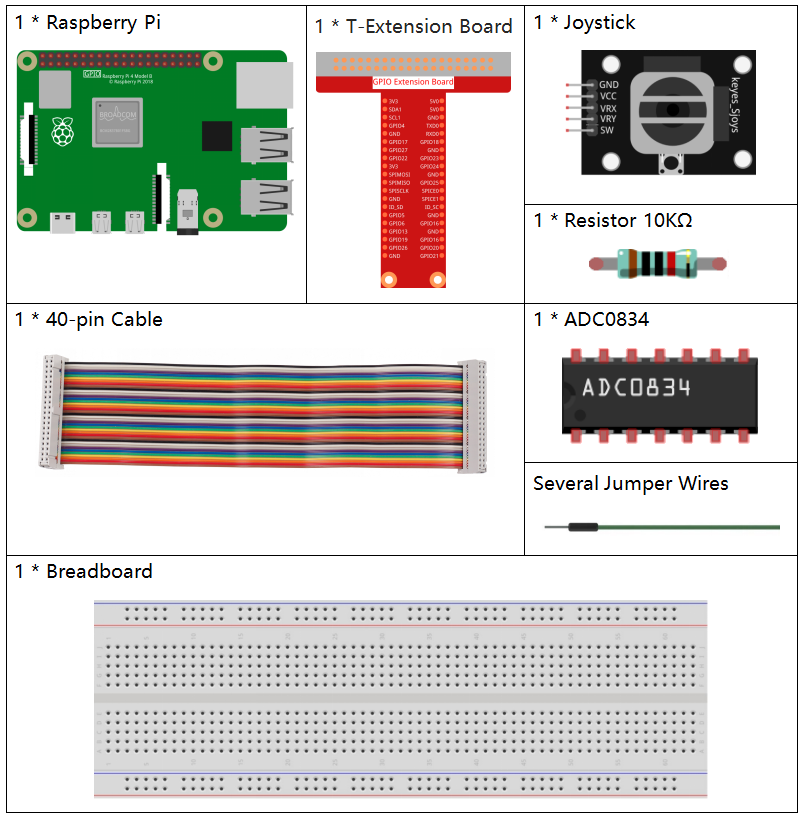 1 * Raspberry Pi
GPIO
Raspberry Pi 4 Model B
© Raspberry Pi 2018
BROADCOM
1 * T-Extension Board
GPIO Extension Board
3V3 5V0
SDA1 5V0
SCL1 GND
GPIO4 TXD0
GND RXD0
GPIO17 GPIO18
GPIO27 GND
GPIO22 GPIO23
3V3 GPIO24
SPIMOSI GND
SPIMISO GPIO25
SPISCLK SPICE0
GND SPICE1
ID_SD ID_SC
GPIO5 GND
GPIO6 GPIO16
GPIO13 GND
GPIO19 GPIO16
GPIO26 GPIO20
GND GPIO21
1 * Joystick
GND
VCC
VRX
VRY
SW
keyes_Sjoys
1 * Resistor 10KΩ
1 * 40-pin Cable
1 * ADC0834
ADC0834
Several Jumper Wires
1 * Breadboard